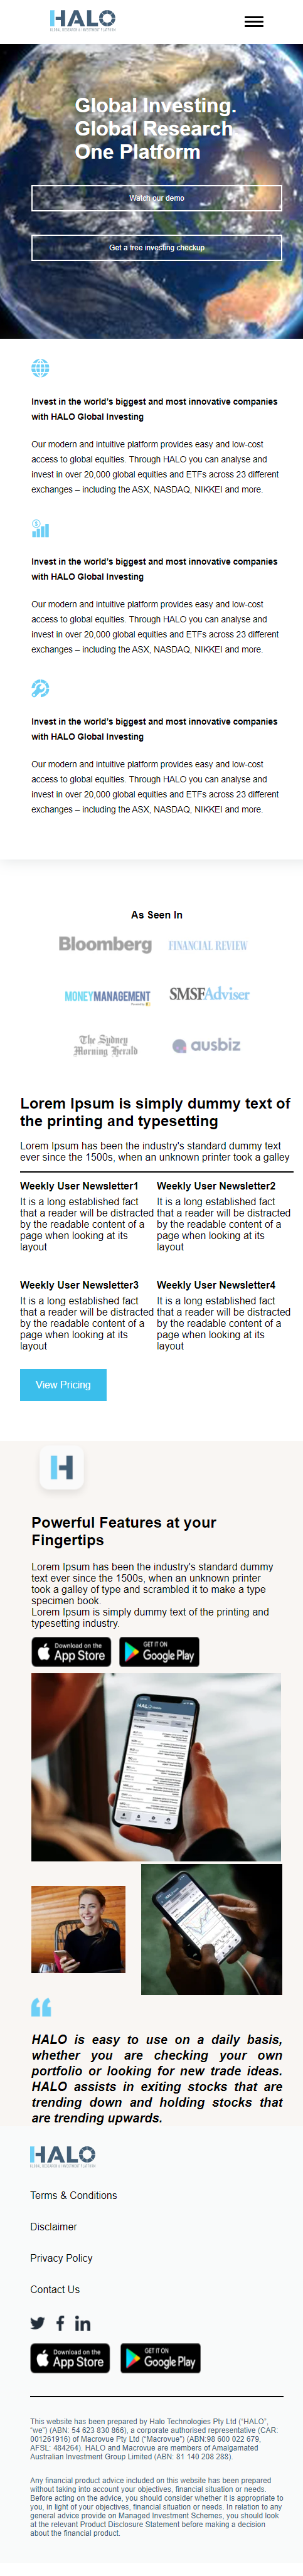 HALO
GLOBAL RESEARCH & INVESTMENT PLATFORM
Global Investing.
Global Research
One Platform
Watch our demo
Get a free investing checkup
Invest in the world's biggest and most innovative companies
with HALO Global Investing
Our modern and intuitive platform provides easy and low-cost
access to global equities. Through HALO you can analyse and
invest in over 20,000 global equities and ETFs across 23 different
exchanges – including the ASX, NASDAQ, NIKKEI and more.
Invest in the world's biggest and most innovative companies
with HALO Global Investing
Our modern and intuitive platform provides easy and low-cost
access to global equities. Through HALO you can analyse and
invest in over 20,000 global equities and ETFs across 23 different
exchanges – including the ASX, NASDAQ, NIKKEI and more.
Invest in the world's biggest and most innovative companies
with HALO Global Investing
Our modern and intuitive platform provides easy and low-cost
access to global equities. Through HALO you can analyse and
invest in over 20,000 global equities and ETFs across 23 different
exchanges – including the ASX, NASDAQ, NIKKEI and more.
As Seen In
Bloomberg FINANCIAL REVIEW
MONEYMANAGEMENT SMSFAdviser
The Sydney
Morning Herald ausbiz
Lorem Ipsum is simply dummy text of
the printing and typesetting
Lorem Ipsum has been the industry's standard dummy text
ever since the 1500s, when an unknown printer took a galley
Weekly User Newsletter1
It is a long established fact
that a reader will be distracted
by the readable content of a
page when looking at its
layout
Weekly User Newsletter2
It is a long established fact
that a reader will be distracted
by the readable content of a
page when looking at its
layout
Weekly User Newsletter3
It is a long established fact
that a reader will be distracted
by the readable content of a
page when looking at its
layout
Weekly User Newsletter4
It is a long established fact
that a reader will be distracted
by the readable content of a
page when looking at its
layout
View Pricing
H
Powerful Features at your
Fingertips
Lorem Ipsum has been the industry's standard dummy
text ever since the 1500s, when an unknown printer
took a galley of type and scrambled it to make a type
specimen book.
Lorem Ipsum is simply dummy text of the printing and
typesetting industry.
Download on the
App Store
GET IT ON
Google Play
HALO is easy to use on a daily basis,
whether you are checking your own
portfolio or looking for new trade ideas.
HALO assists in exiting stocks that are
trending down and holding stocks that
are trending upwards.
HALO
GLOBAL RESEARCH & INVESTMENT PLATFORM
Terms & Conditions
Disclaimer
Privacy Policy
Contact Us
Download on the
App Store
GET IT ON
Google Play
This website has been prepared by Halo Technologies Pty Ltd ("HALO",
"we") (ABN: 54 623 830 866), a corporate authorised representative (CAR:
001261916) of Macrovue Pty Ltd ("Macrovue") (ABN:98 600 022 679,
AFSL: 484264). HALO and Macrovue are members of Amalgamated
Australian Investment Group Limited (ABN: 81 140 208 288).
Any financial product advice included on this website has been prepared
without taking into account your objectives, financial situation or needs.
Before acting on the advice, you should consider whether it is appropriate to
you, in light of your objectives, financial situation or needs. In relation to any
general advice provide on Managed Investment Schemes, you should look
at the relevant Product Disclosure Statement before making a decision
about the financial product.